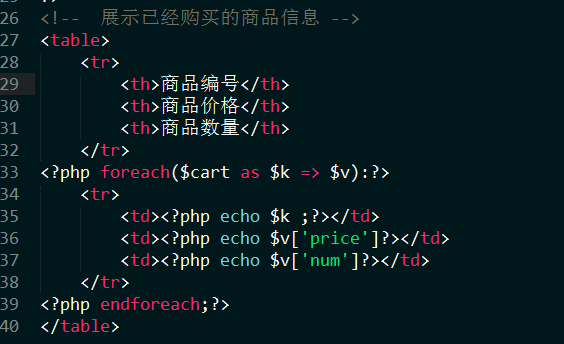 26 <!--  展示已经购买的商品信息 -->
27 <table>
28     <tr>
29         <th>商品编号</th>
30         <th>商品价格</th>
31         <th>商品数量</th>
32     </tr>
33 <?php foreach($cart as $k => $v):?>
34     <tr>
35         <td><?php echo $k ;?></td>
36         <td><?php echo $v['price']?></td>
37         <td><?php echo $v['num']?></td>
38     </tr>
39 <?php endforeach;?>
40 </table>